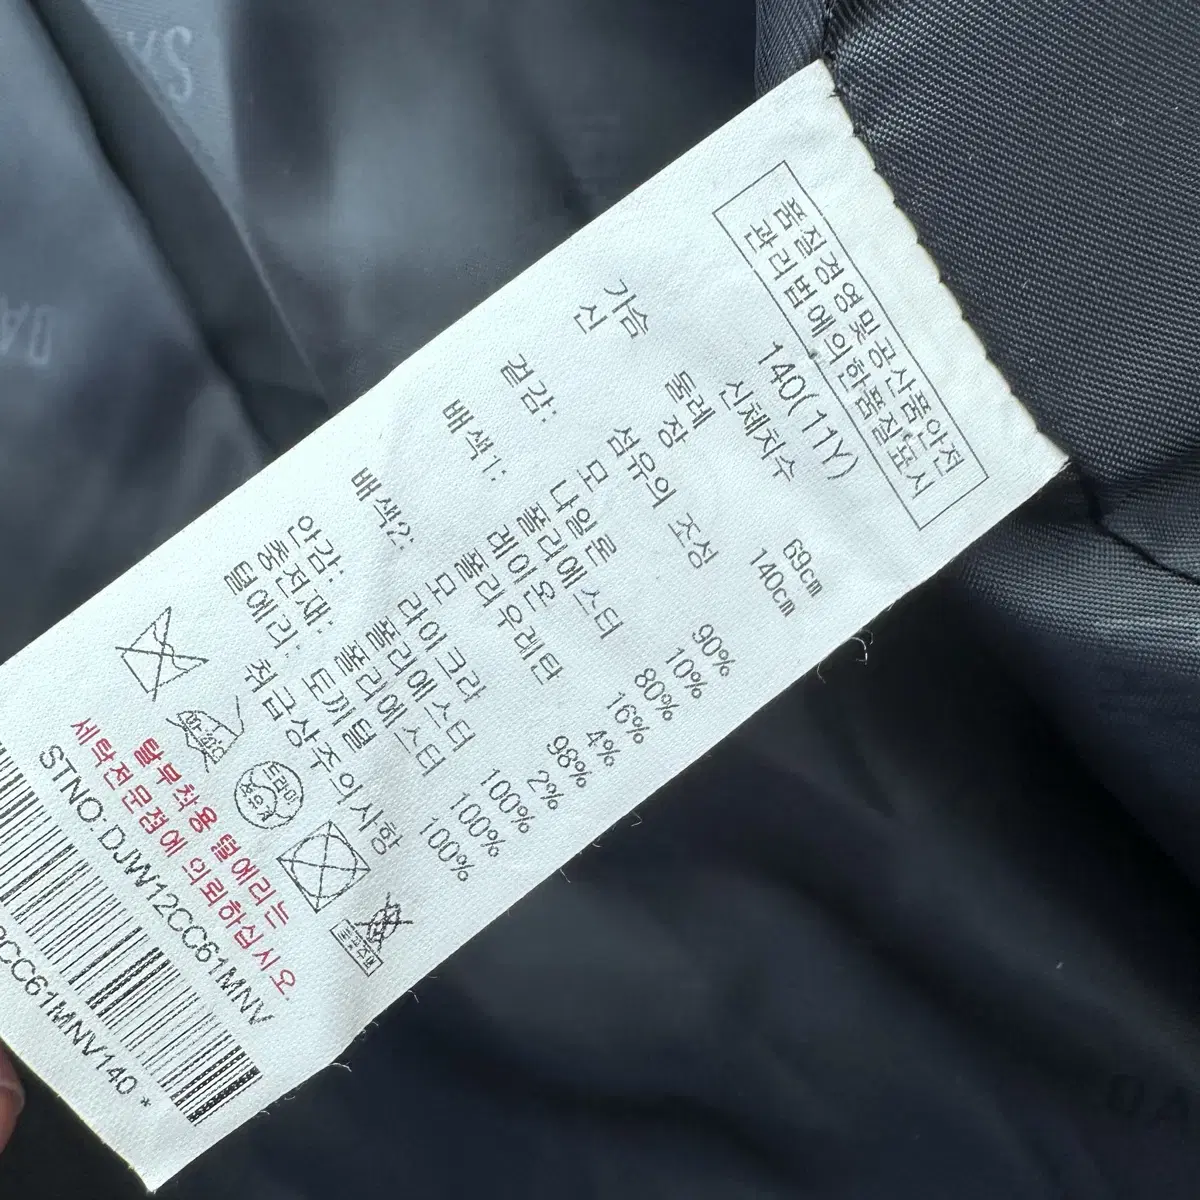 품질경영및공산품안전
관리법에의한품질표시
140(11Y)
신체치수
가슴 둘레 69cm
신 장 140cm
섬유의 조성
겉감: 모 90%
나일론 10%
배색1: 폴리에스터 80%
레이온 16%
폴리우레탄 4%
배색2: 모 98%
라이크라 2%
안감: 폴리에스터 100%
충전재: 폴리에스터 100%
털에리: 토끼털 100%
취급상주의사항
드라이
석유계
탈부착용 털에리는
세탁전문점에 의뢰하십시오.
STNO: DJW12CC61MNV
CC61MNV140 *